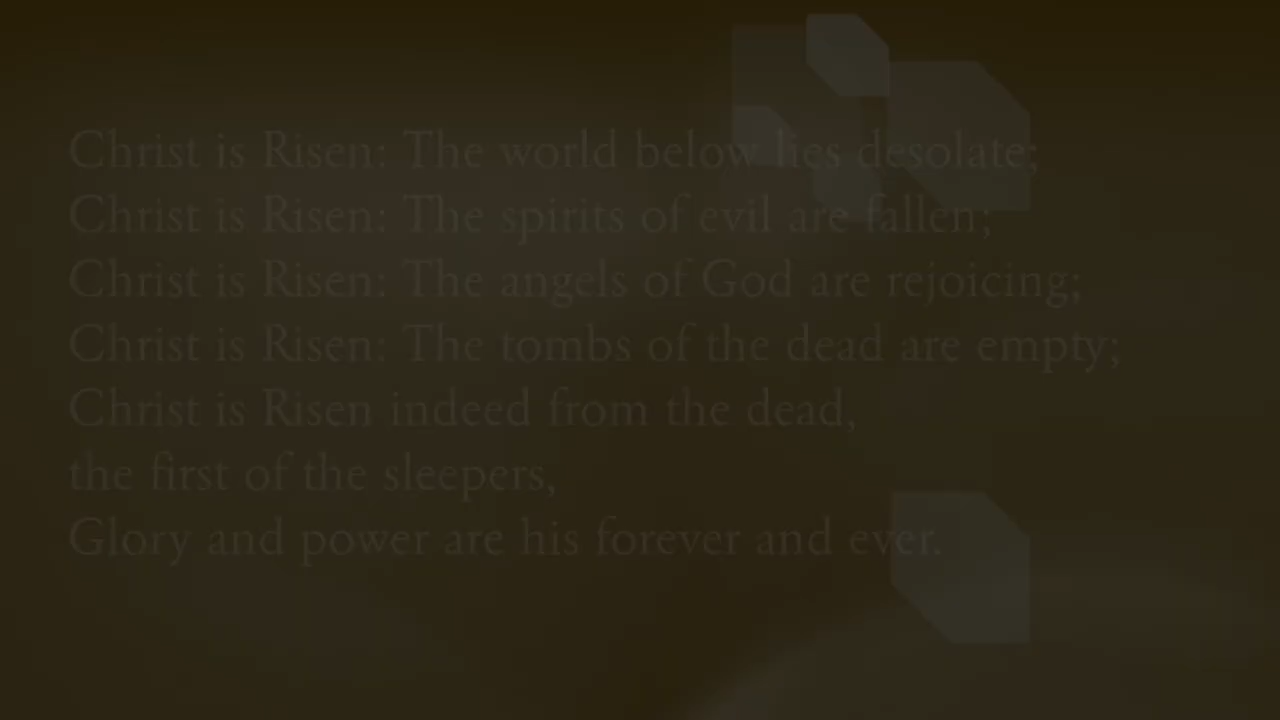 Christ is Risen: The world below lies desolate;
Christ is Risen: The spirits of evil are fallen;
Christ is Risen: The angels of God are rejoicing;
Christ is Risen: The tombs of the dead are empty;
Christ is Risen indeed from the dead,
the first of the sleepers,
Glory and power are his forever and ever.